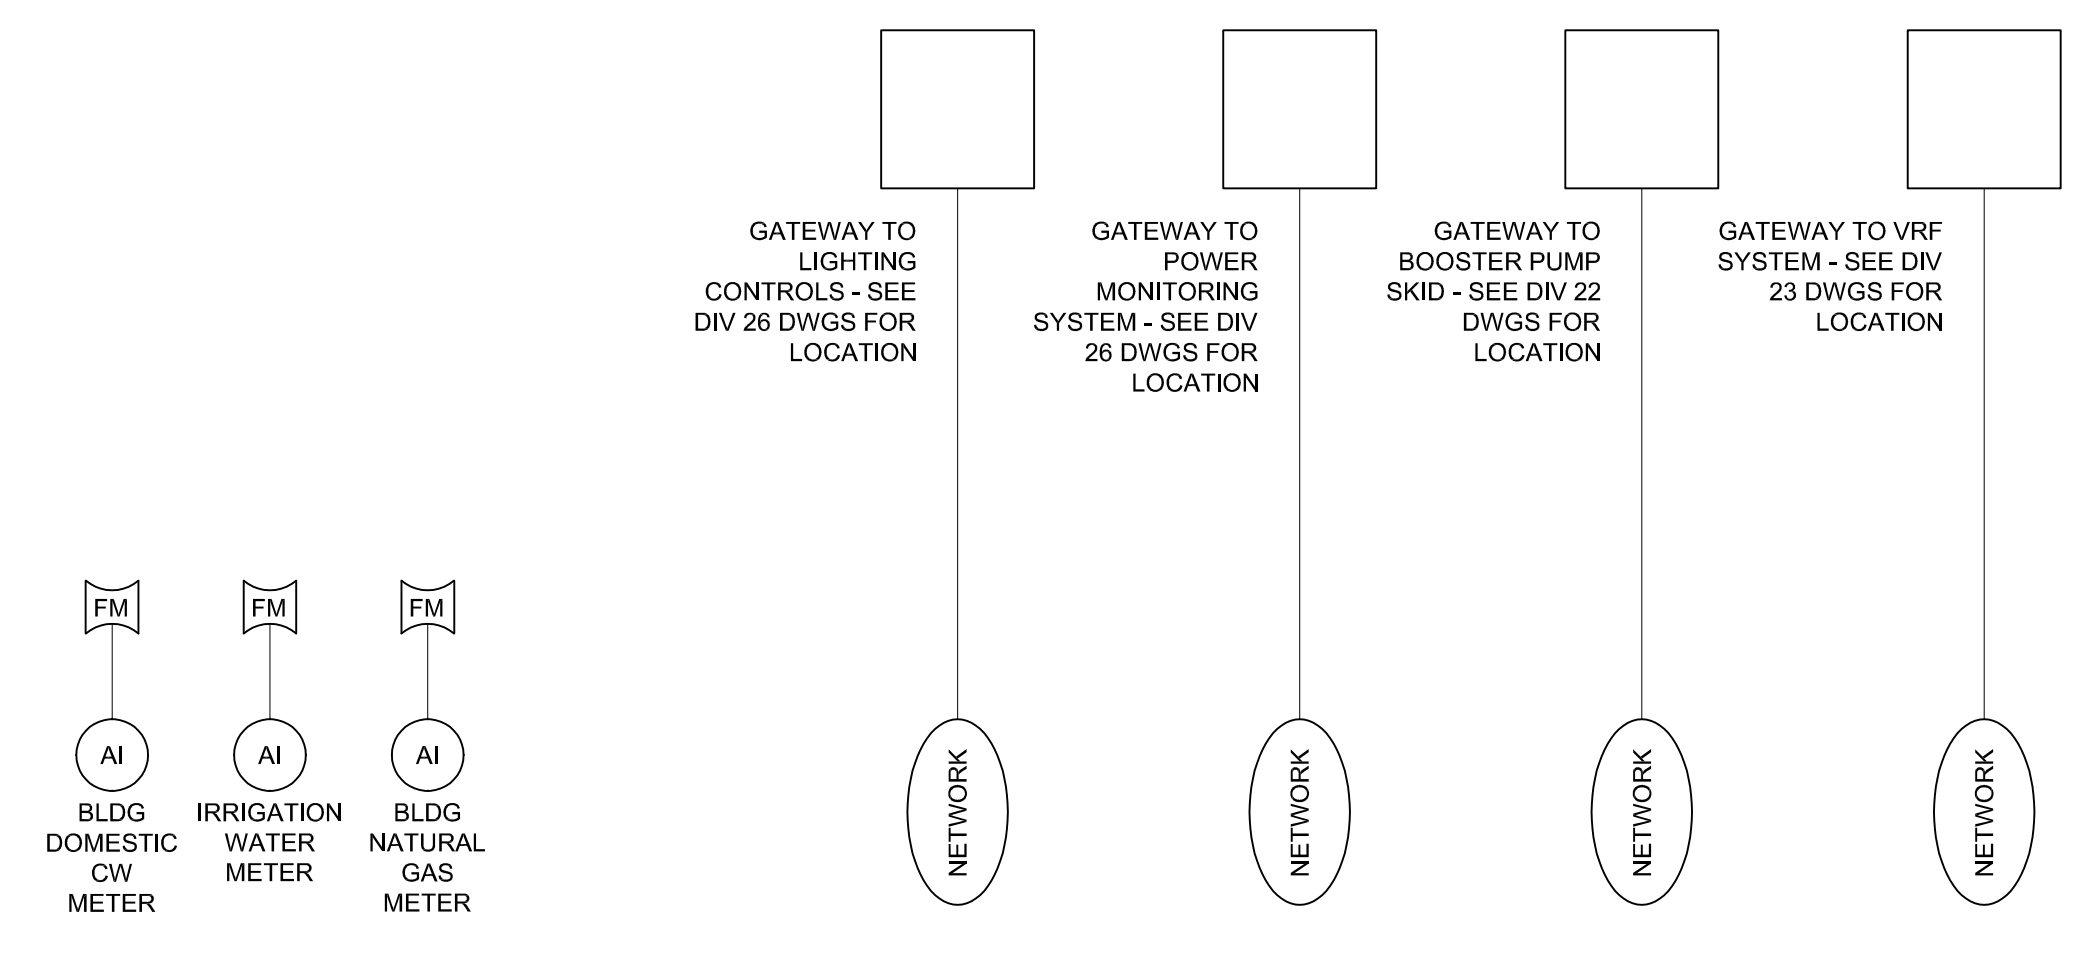 GATEWAY TO
LIGHTING
CONTROLS - SEE
DIV 26 DWGS FOR
LOCATION
GATEWAY TO
POWER
MONITORING
SYSTEM - SEE DIV
26 DWGS FOR
LOCATION
GATEWAY TO
BOOSTER PUMP
SKID - SEE DIV 22
DWGS FOR
LOCATION
GATEWAY TO VRF
SYSTEM - SEE DIV
23 DWGS FOR
LOCATION
FM
FM
FM
AI
BLDG
DOMESTIC
CW
METER
AI
IRRIGATION
WATER
METER
AI
BLDG
NATURAL
GAS
METER
NETWORK
NETWORK
NETWORK
NETWORK